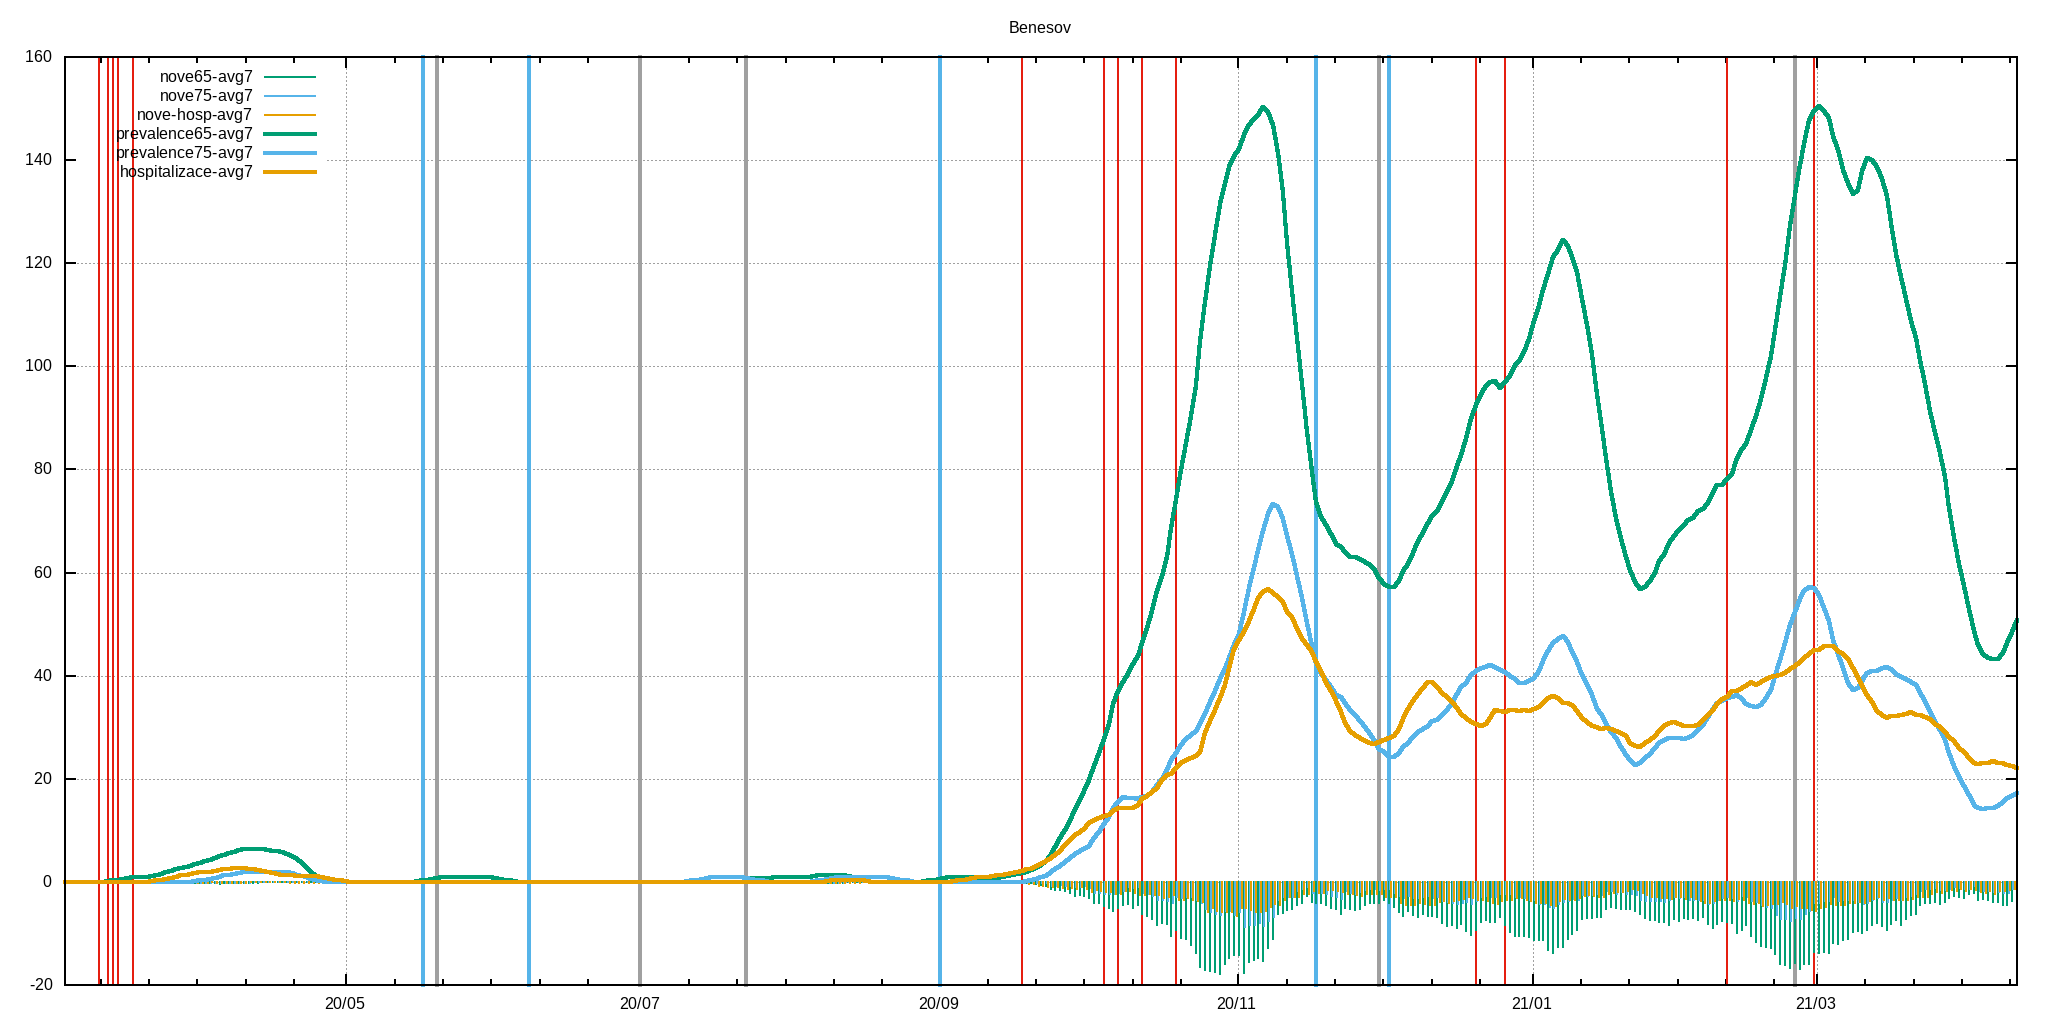 Benesov
160
140
120
100
80
60
40
20
0
-20
nove65-avg7
nove75-avg7
nove-hosp-avg7
prevalence65-avg7
prevalence75-avg7
hospitalizace-avg7
20/05 20/07 20/09 20/11 21/01 21/03